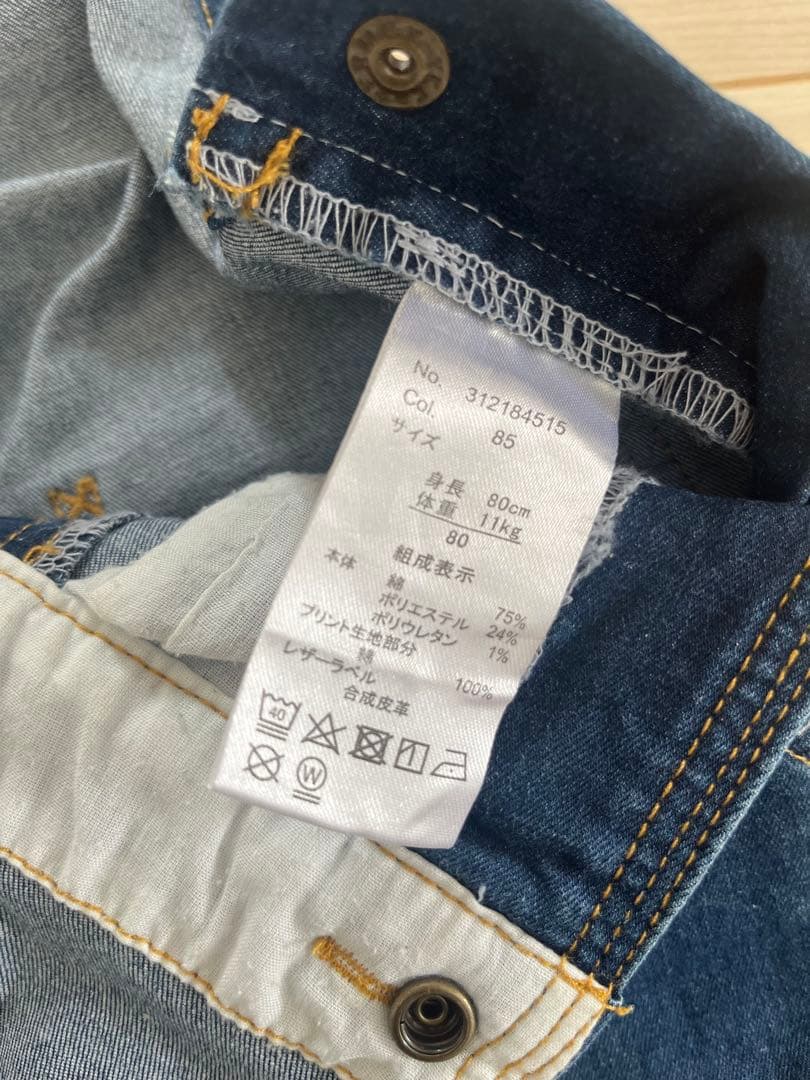 No. 312184515
Col. 85
サイズ
身長 80cm
体重 11kg
80
組成表示
本体 綿 75%
ポリエステル 24%
ポリウレタン 1%
プリント生地部分
綿 100%
レザーラベル
合成皮革
40
W